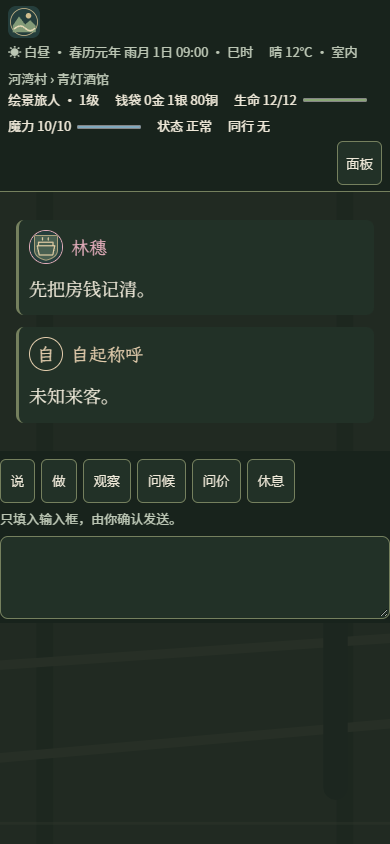 ☀ 白昼 · 春历元年 雨月 1日 09:00 · 巳时 晴 12°C · 室内
河湾村 › 青灯酒馆
绘景旅人 · 1级 钱袋 0金 1银 80铜 生命 12/12
魔力 10/10 状态 正常 同行 无
面板
林穗
先把房钱记清。
自 自起称呼
未知来客。
说 做 观察 问候 问价 休息
只填入输入框，由你确认发送。